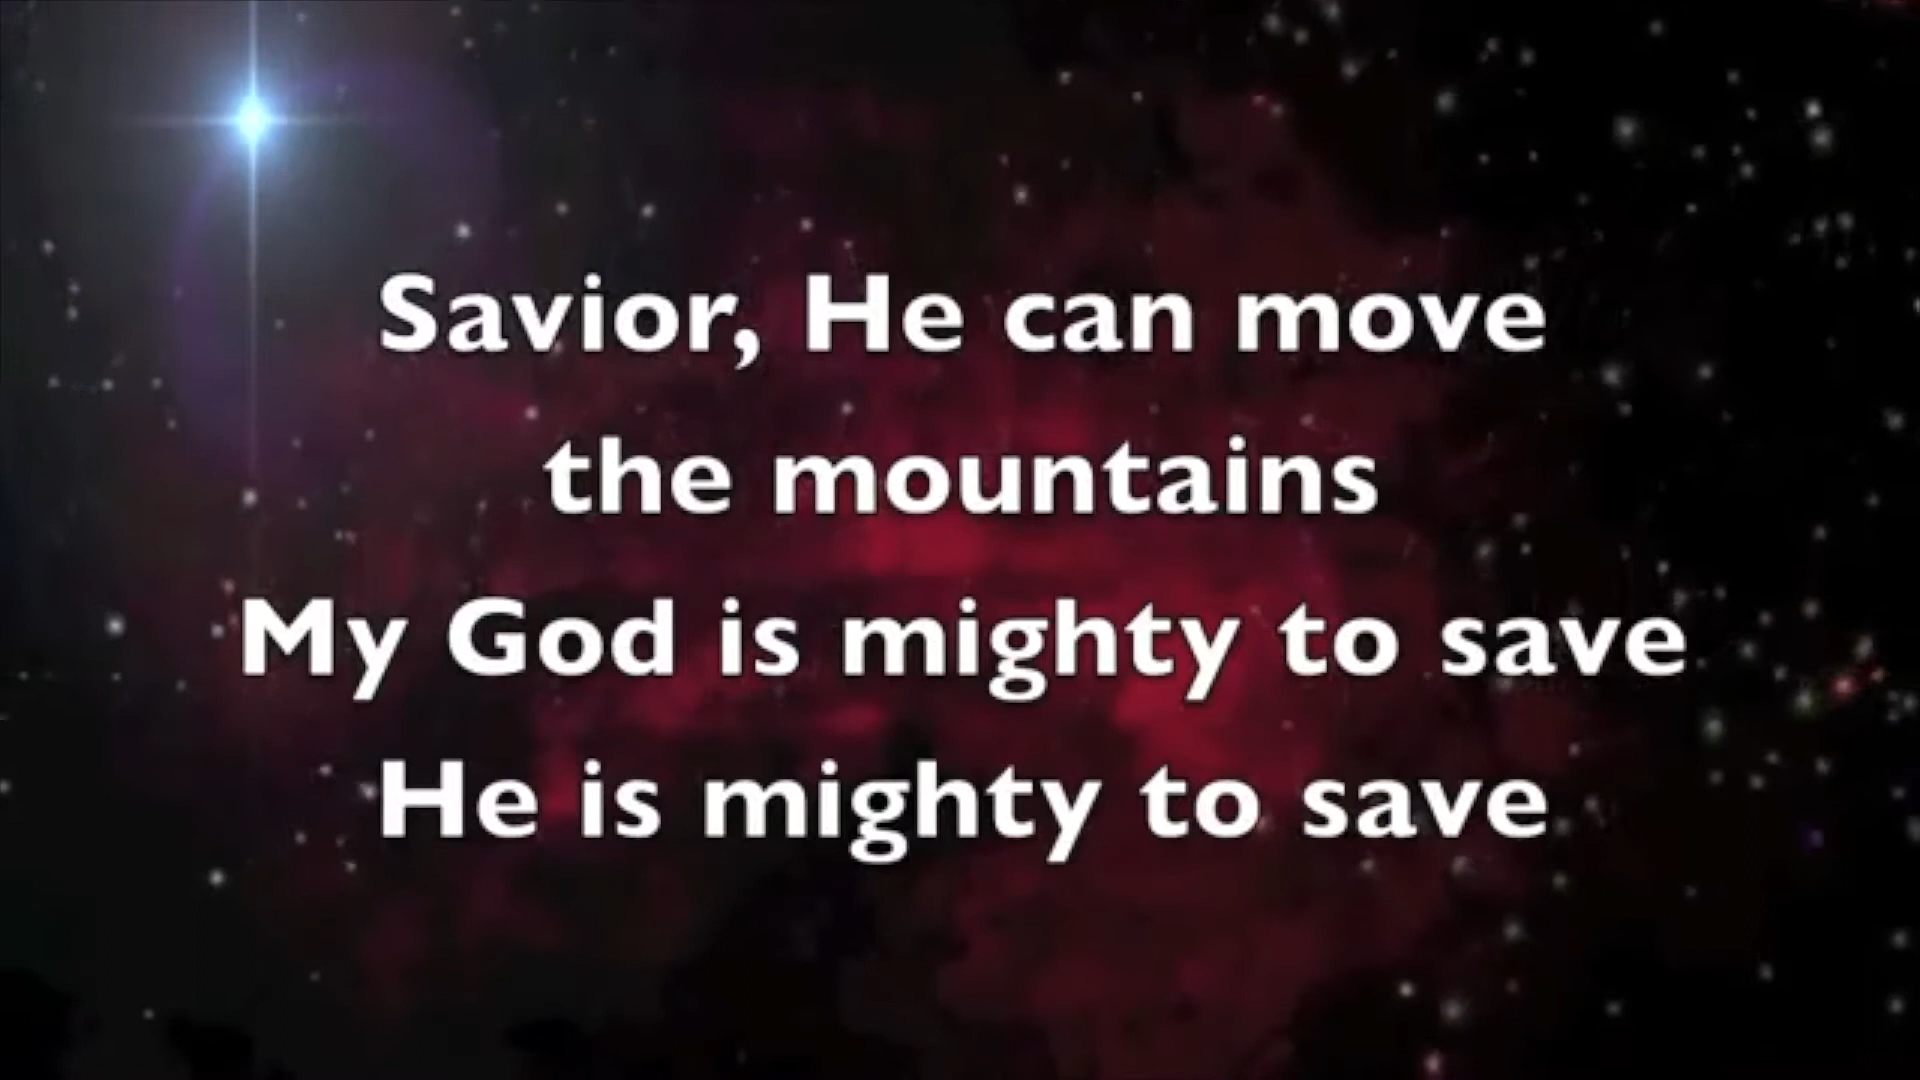 Savior, He can move
the mountains
My God is mighty to save
He is mighty to save